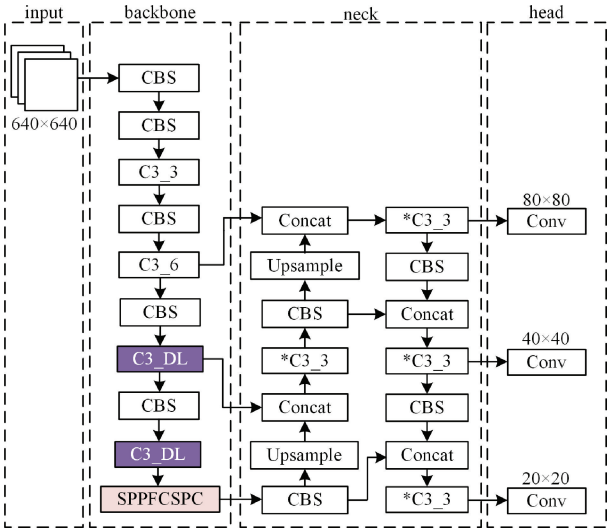 input
backbone
neck
head
640×640
CBS
CBS
C3_3
CBS
C3_6
CBS
C3_DL
CBS
C3_DL
SPPFCSPC
Concat
Upsample
CBS
*C3_3
Concat
Upsample
CBS
*C3_3
CBS
Concat
*C3_3
CBS
Concat
*C3_3
80×80
Conv
40×40
Conv
20×20
Conv